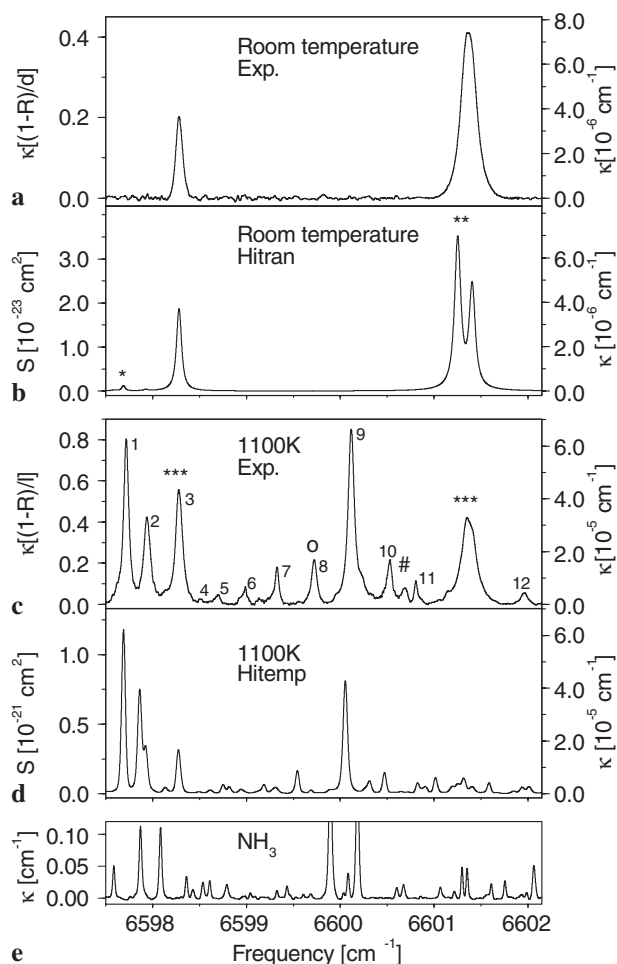 a
0.4
0.2
0.0
κ[(1-R)/d]
Room temperature
Exp.
8.0
6.0
4.0
2.0
0.0
κ[10⁻⁶ cm⁻¹]
b
3.0
2.0
1.0
0.0
S [10⁻²³ cm²]
Room temperature
Hitran
*
**
6.0
4.0
2.0
0.0
κ [10⁻⁶ cm⁻¹]
c
0.8
0.6
0.4
0.2
0.0
κ[(1-R)/l]
1100K
Exp.
1
2
***
3
4
5
6
7
o
8
9
10
#
11
***
12
6.0
4.0
2.0
0.0
κ [10⁻⁵ cm⁻¹]
d
1.0
0.5
0.0
S [10⁻²¹ cm²]
1100K
Hitemp
6.0
4.0
2.0
0.0
κ [10⁻⁵ cm⁻¹]
e
0.10
0.05
0.00
κ [cm⁻¹]
NH₃
6598
6599
6600
6601
6602
Frequency [cm⁻¹]